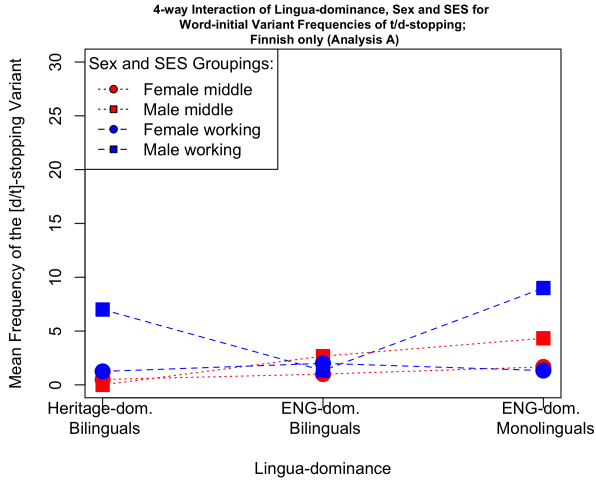 4-way Interaction of Lingua-dominance, Sex and SES for
Word-initial Variant Frequencies of t/d-stopping;
Finnish only (Analysis A)
Mean Frequency of the [d/t]-stopping Variant
30
25
20
15
10
5
0
Sex and SES Groupings:
Female middle
Male middle
Female working
Male working
Heritage-dom.
Bilinguals
ENG-dom.
Bilinguals
ENG-dom.
Monolinguals
Lingua-dominance